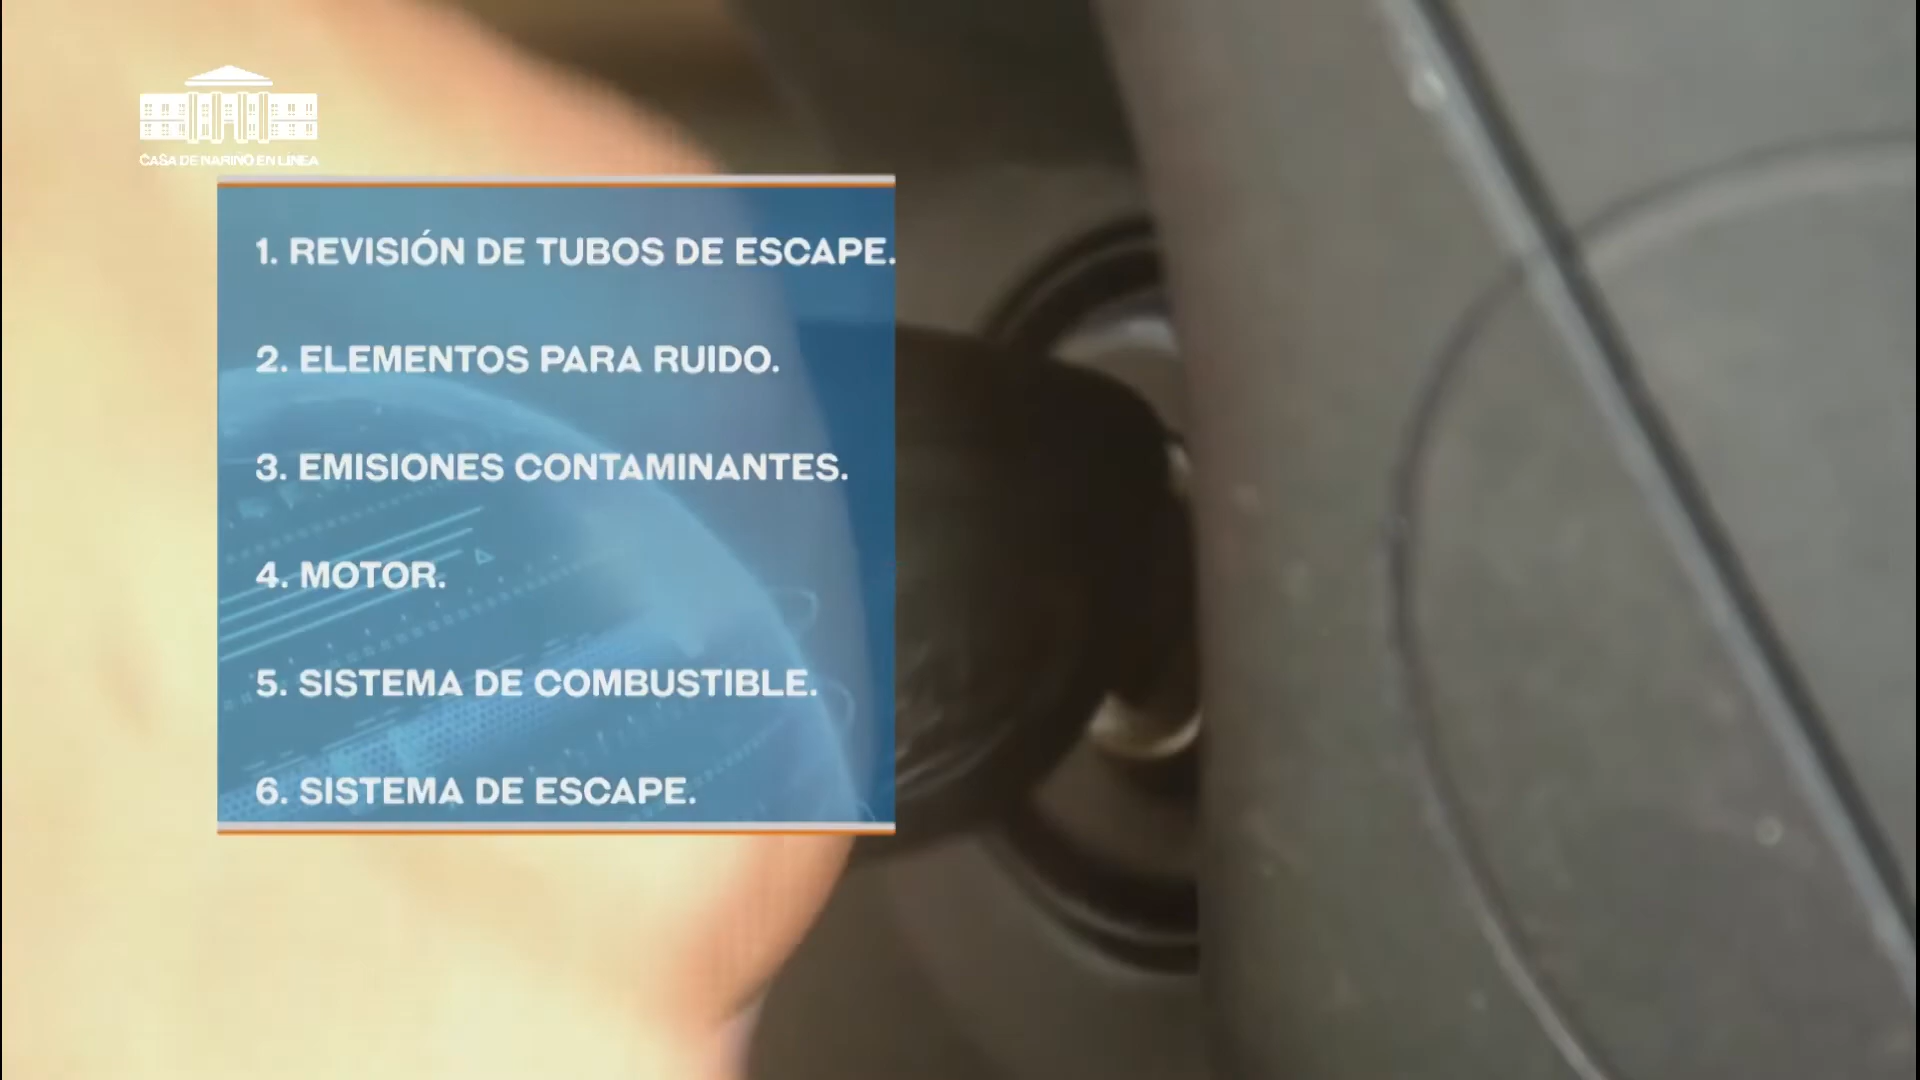 CASA DE NARIÑO EN LÍNEA
1. REVISIÓN DE TUBOS DE ESCAPE.
2. ELEMENTOS PARA RUIDO.
3. EMISIONES CONTAMINANTES.
4. MOTOR.
5. SISTEMA DE COMBUSTIBLE.
6. SISTEMA DE ESCAPE.